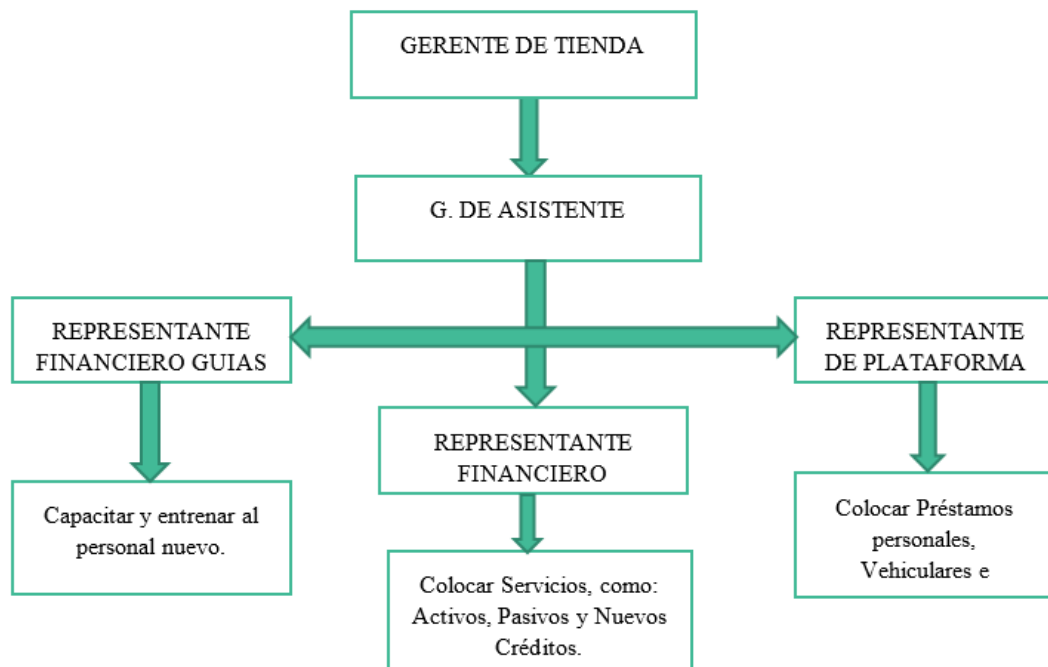 GERENTE DE TIENDA
G. DE ASISTENTE
REPRESENTANTE
FINANCIERO GUIAS
REPRESENTANTE
DE PLATAFORMA
REPRESENTANTE
FINANCIERO
Capacitar y entrenar al
personal nuevo.
Colocar Préstamos
personales,
Vehiculares e
Colocar Servicios, como:
Activos, Pasivos y Nuevos
Créditos.